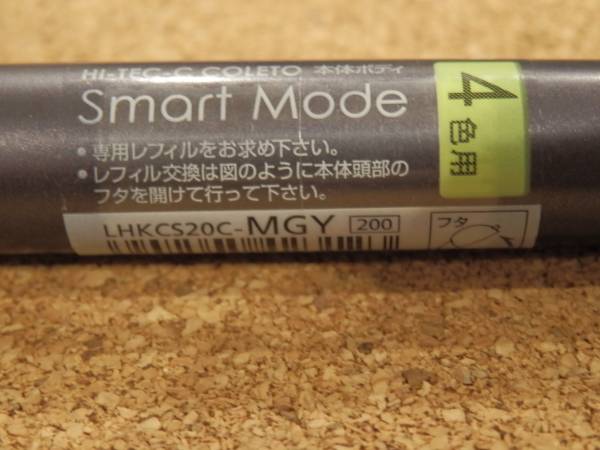 HI-TEC-C COLETO 本体ボディ
Smart Mode
4色用
•専用レフィルをお求め下さい。
•レフィル交換は図のように本体頭部の
フタを開けて行って下さい。
LHKCS20C-MGY 200
フタ